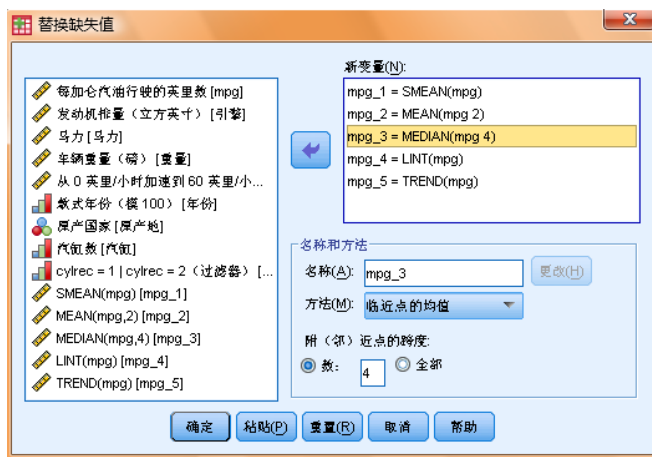 替换缺失值
每加仑汽油行驶的英里数 [mpg]
发动机排量（立方英寸）[引擎]
马力 [马力]
车辆重量（磅）[重量]
从 0 英里/小时加速到 60 英里/小...
款式年份（模 100）[年份]
原产国家 [原产地]
汽缸数 [汽缸]
cylrec = 1 | cylrec = 2（过滤器）[...
SMEAN(mpg) [mpg_1]
MEAN(mpg,2) [mpg_2]
MEDIAN(mpg,4) [mpg_3]
LINT(mpg) [mpg_4]
TREND(mpg) [mpg_5]
新变量(N):
mpg_1 = SMEAN(mpg)
mpg_2 = MEAN(mpg 2)
mpg_3 = MEDIAN(mpg 4)
mpg_4 = LINT(mpg)
mpg_5 = TREND(mpg)
名称和方法
名称(A): mpg_3 更改(H)
方法(M): 临近点的均值
附（邻）近点的跨度:
数: 4 全部
确定 粘贴(P) 重置(R) 取消 帮助